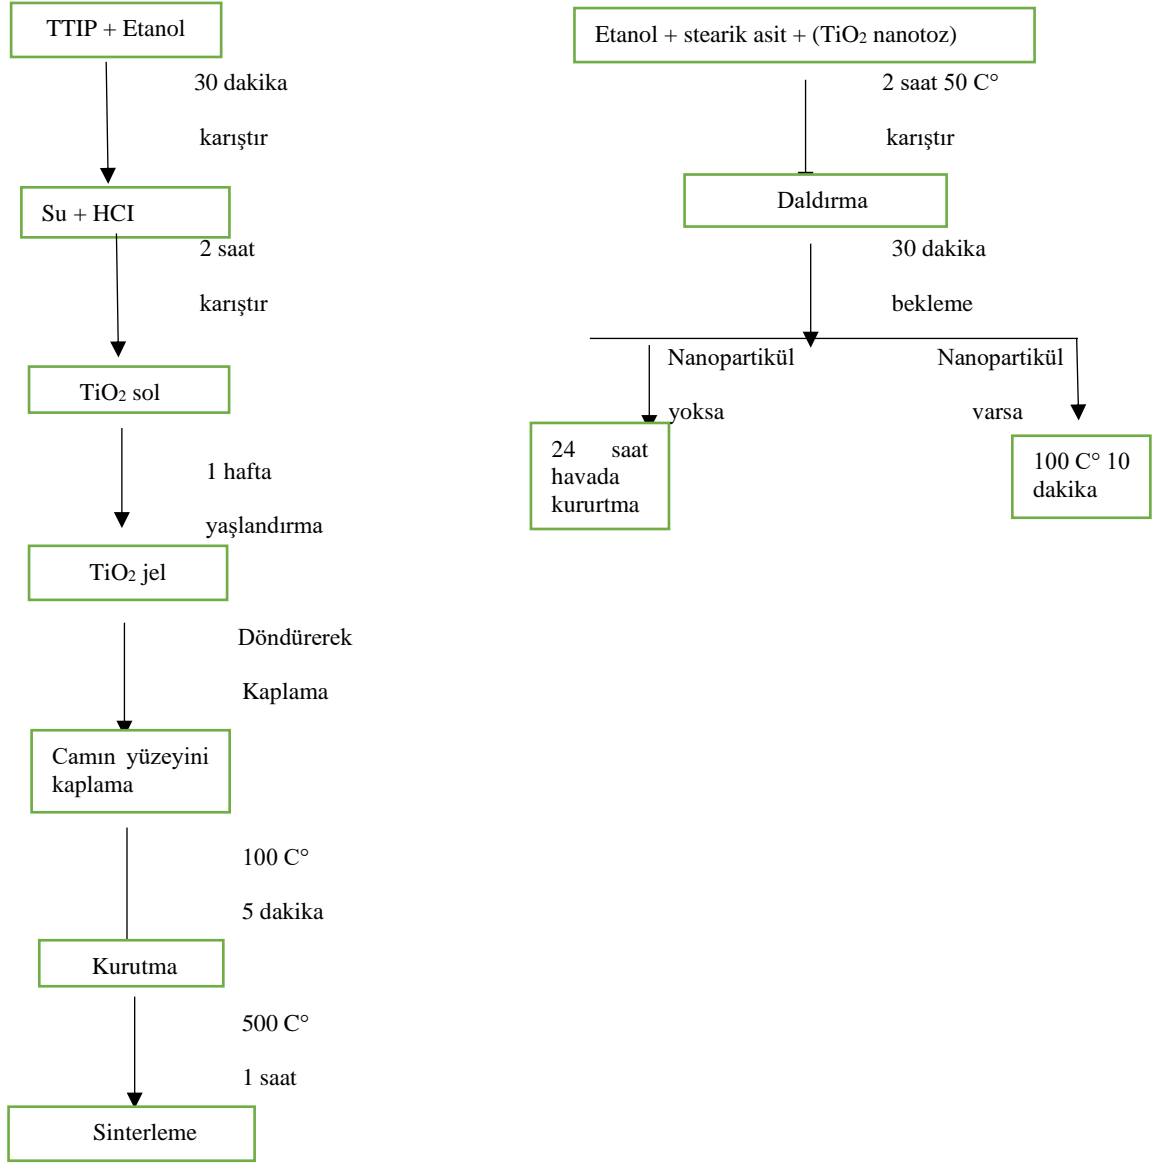 TTIP + Etanol
30 dakika
karıştır
Su + HCI
2 saat
karıştır
TiO2 sol
1 hafta
yaşlandırma
TiO2 jel
Döndürerek
Kaplama
Camın yüzeyini
kaplama
100 C°
5 dakika
Kurutma
500 C°
1 saat
Sinterleme
Etanol + stearik asit + (TiO2 nanotoz)
2 saat 50 C°
karıştır
Daldırma
30 dakika
bekleme
Nanopartikül
yoksa
24 saat
havada
kururtma
Nanopartikül
varsa
100 C° 10
dakika